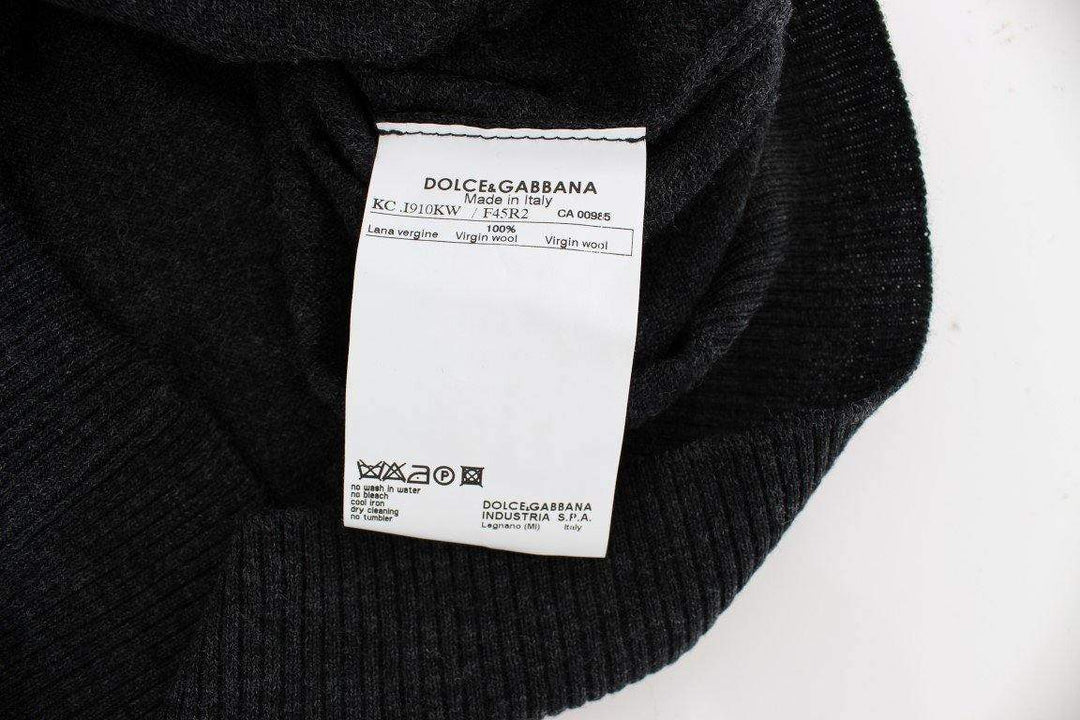 DOLCE&GABBANA
Made in Italy
KC .I910KW / F45R2 CA 00985
100%
Lana vergine Virgin wool Virgin wool
P
no wash in water
no bleach
cool iron
dry cleaning
no tumbler
DOLCE&GABBANA
INDUSTRIA S.P.A.
Legnano (MI) Italy